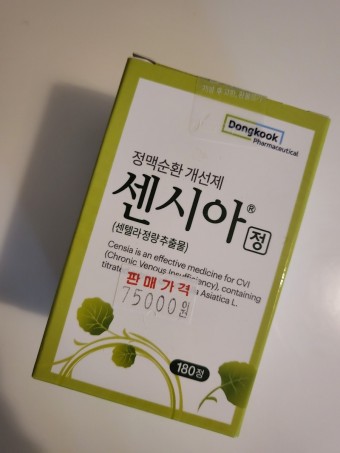 Dongkook
Pharmaceutical
정맥순환 개선제
센시아®
정
(센텔라정량추출물)
Censia is an effective medicine for CVI
(Chronic Venous Insufficiency), containing
titrate Asiatica L.
판매가격
75000원
180정